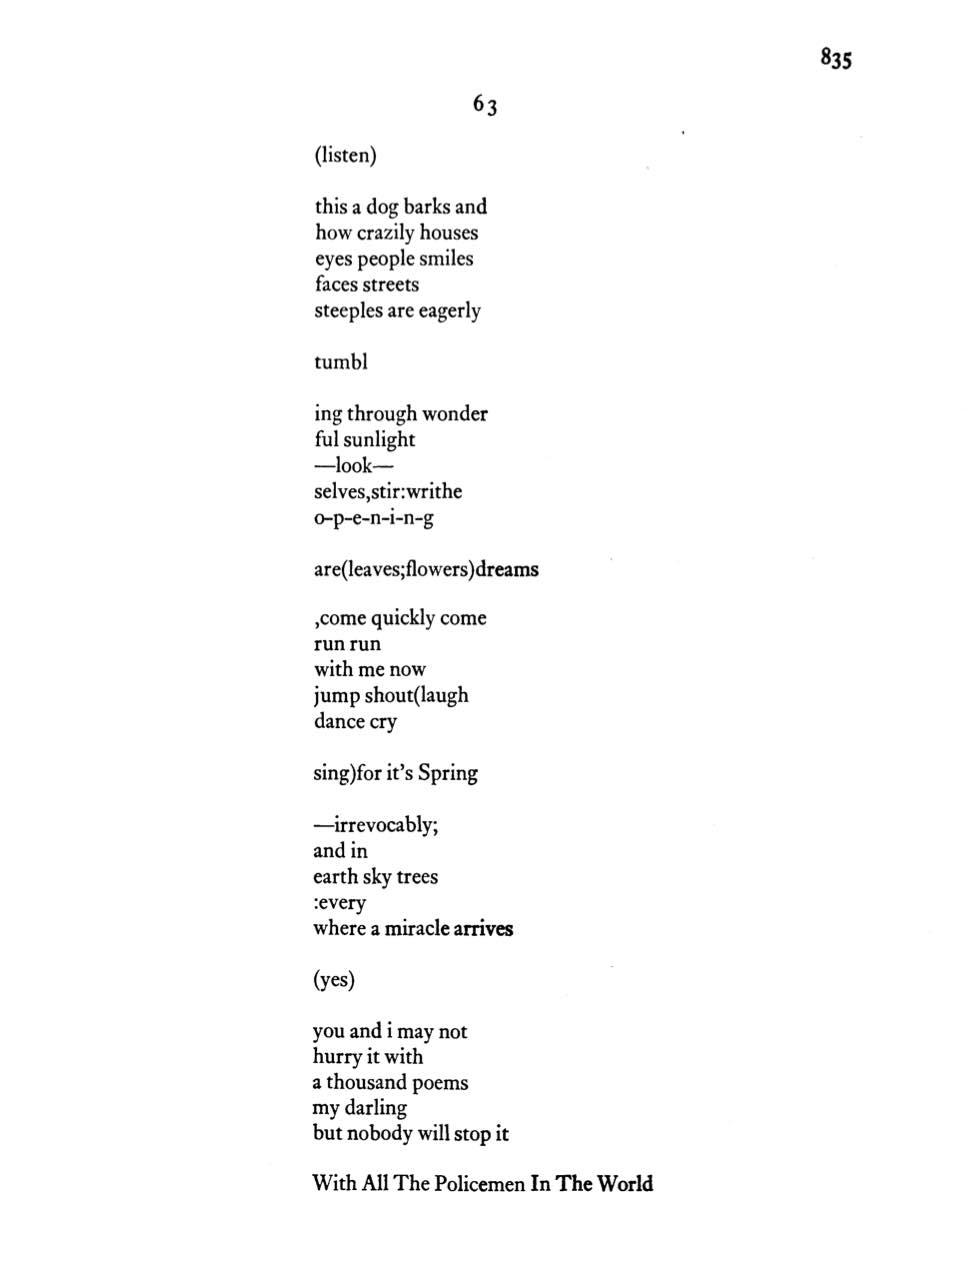 835
63
(listen)
this a dog barks and
how crazily houses
eyes people smiles
faces streets
steeples are eagerly
tumbl
ing through wonder
ful sunlight
—look—
selves,stir:writhe
o-p-e-n-i-n-g
are(leaves;flowers)dreams
,come quickly come
run run
with me now
jump shout(laugh
dance cry
sing)for it's Spring
—irrevocably;
and in
earth sky trees
:every
where a miracle arrives
(yes)
you and i may not
hurry it with
a thousand poems
my darling
but nobody will stop it
With All The Policemen In The World